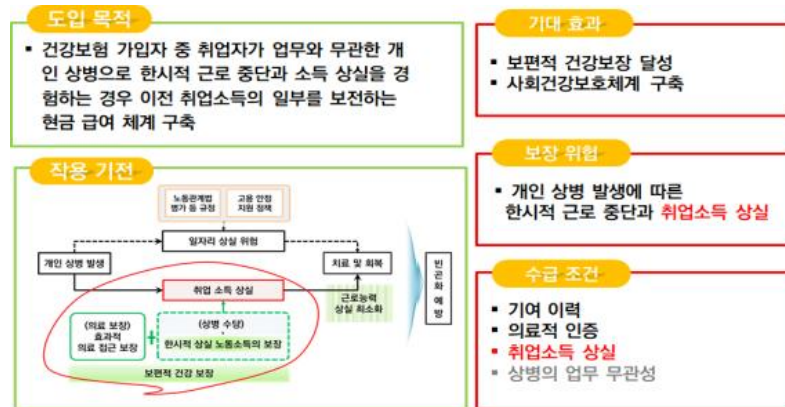 도입 목적
▪ 건강보험 가입자 중 취업자가 업무와 무관한 개
인 상병으로 한시적 근로 중단과 소득 상실을 경
험하는 경우 이전 취업소득의 일부를 보전하는
현금 급여 체계 구축
기대 효과
▪ 보편적 건강보장 달성
▪ 사회건강보호체계 구축
작용 기전
노동관계법
병가 등 규정
고용 안정
지원 정책
일자리 상실 위험
개인 상병 발생
치료 및 회복
취업 소득 상실
근로능력
상실 최소화
(의료 보장)
효과적
의료 접근 보장
(상병 수당)
한시적 상실 노동소득의 보장
보편적 건강 보장
빈곤화 예방
보장 위험
▪ 개인 상병 발생에 따른
한시적 근로 중단과 취업소득 상실
수급 조건
▪ 기여 이력
▪ 의료적 인증
▪ 취업소득 상실
▪ 상병의 업무 무관성